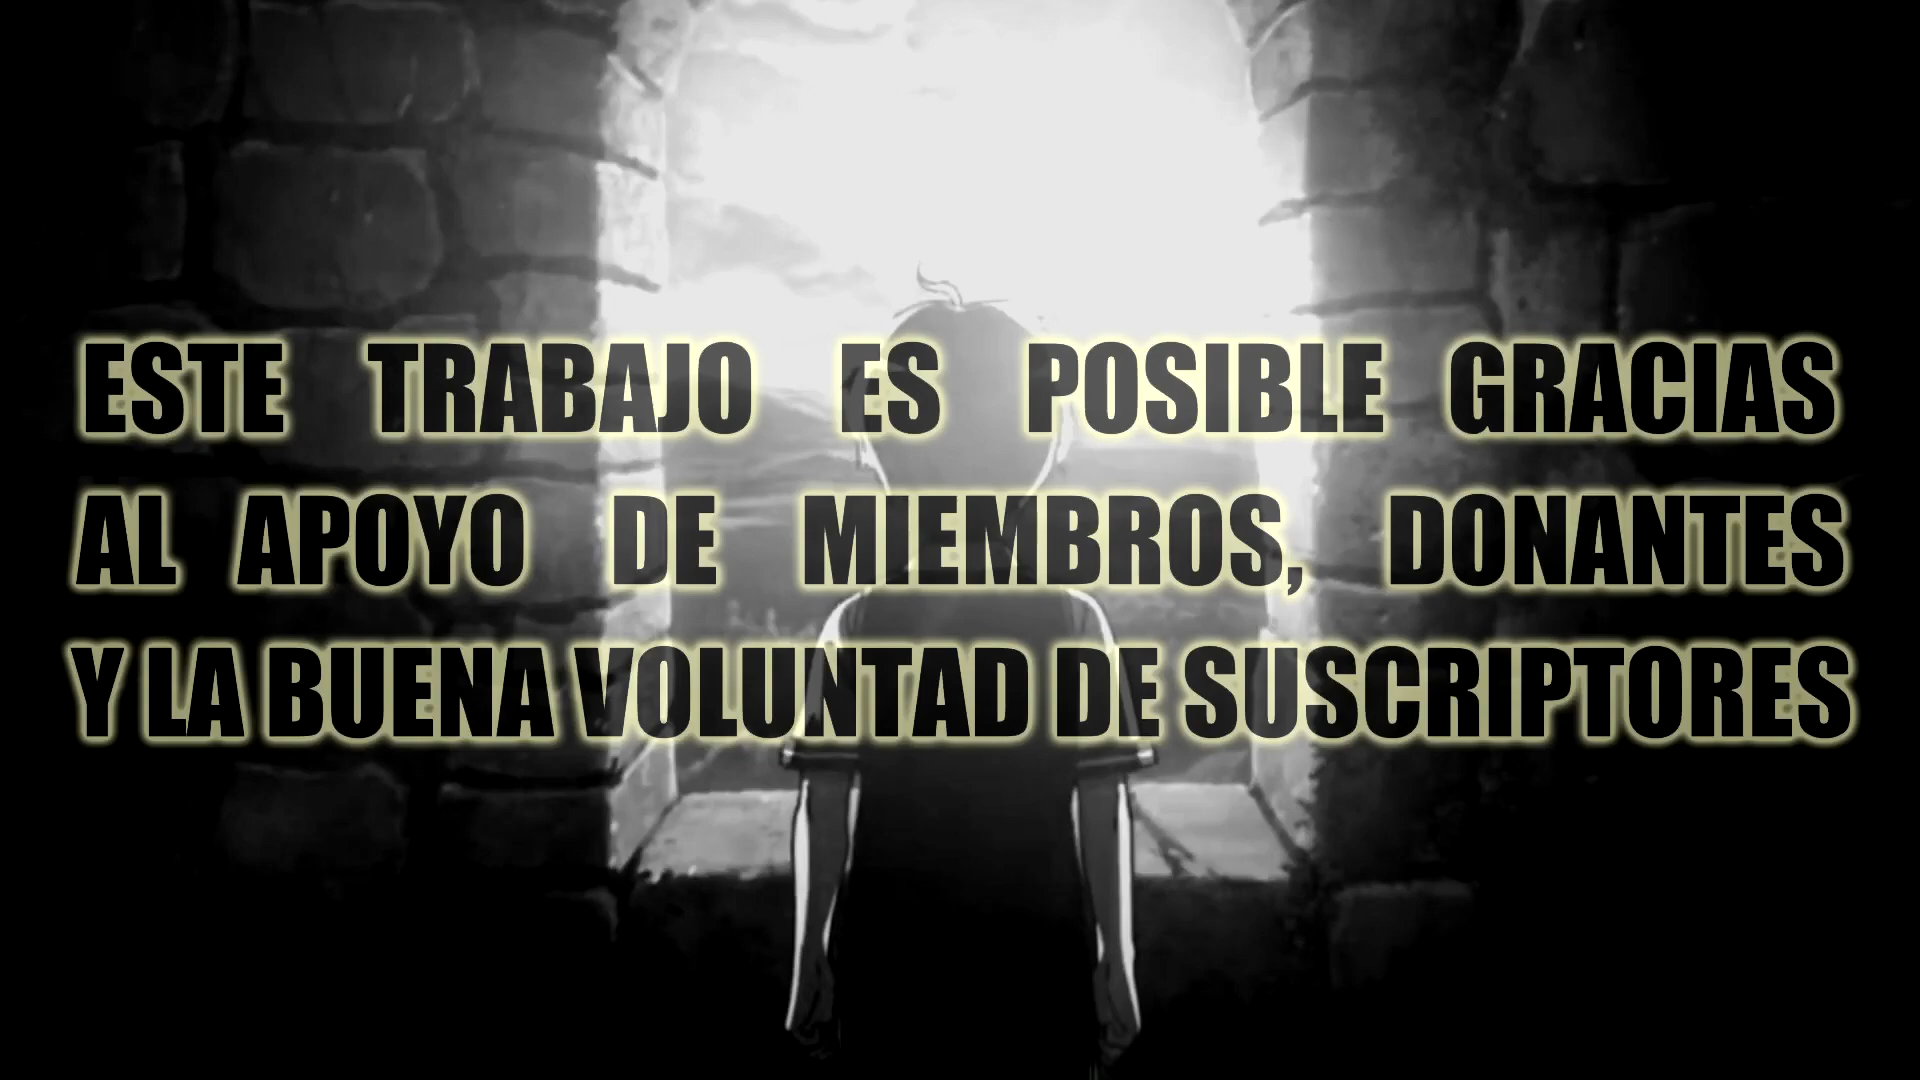 ESTE TRABAJO ES POSIBLE GRACIAS
AL APOYO DE MIEMBROS, DONANTES
Y LA BUENA VOLUNTAD DE SUSCRIPTORES